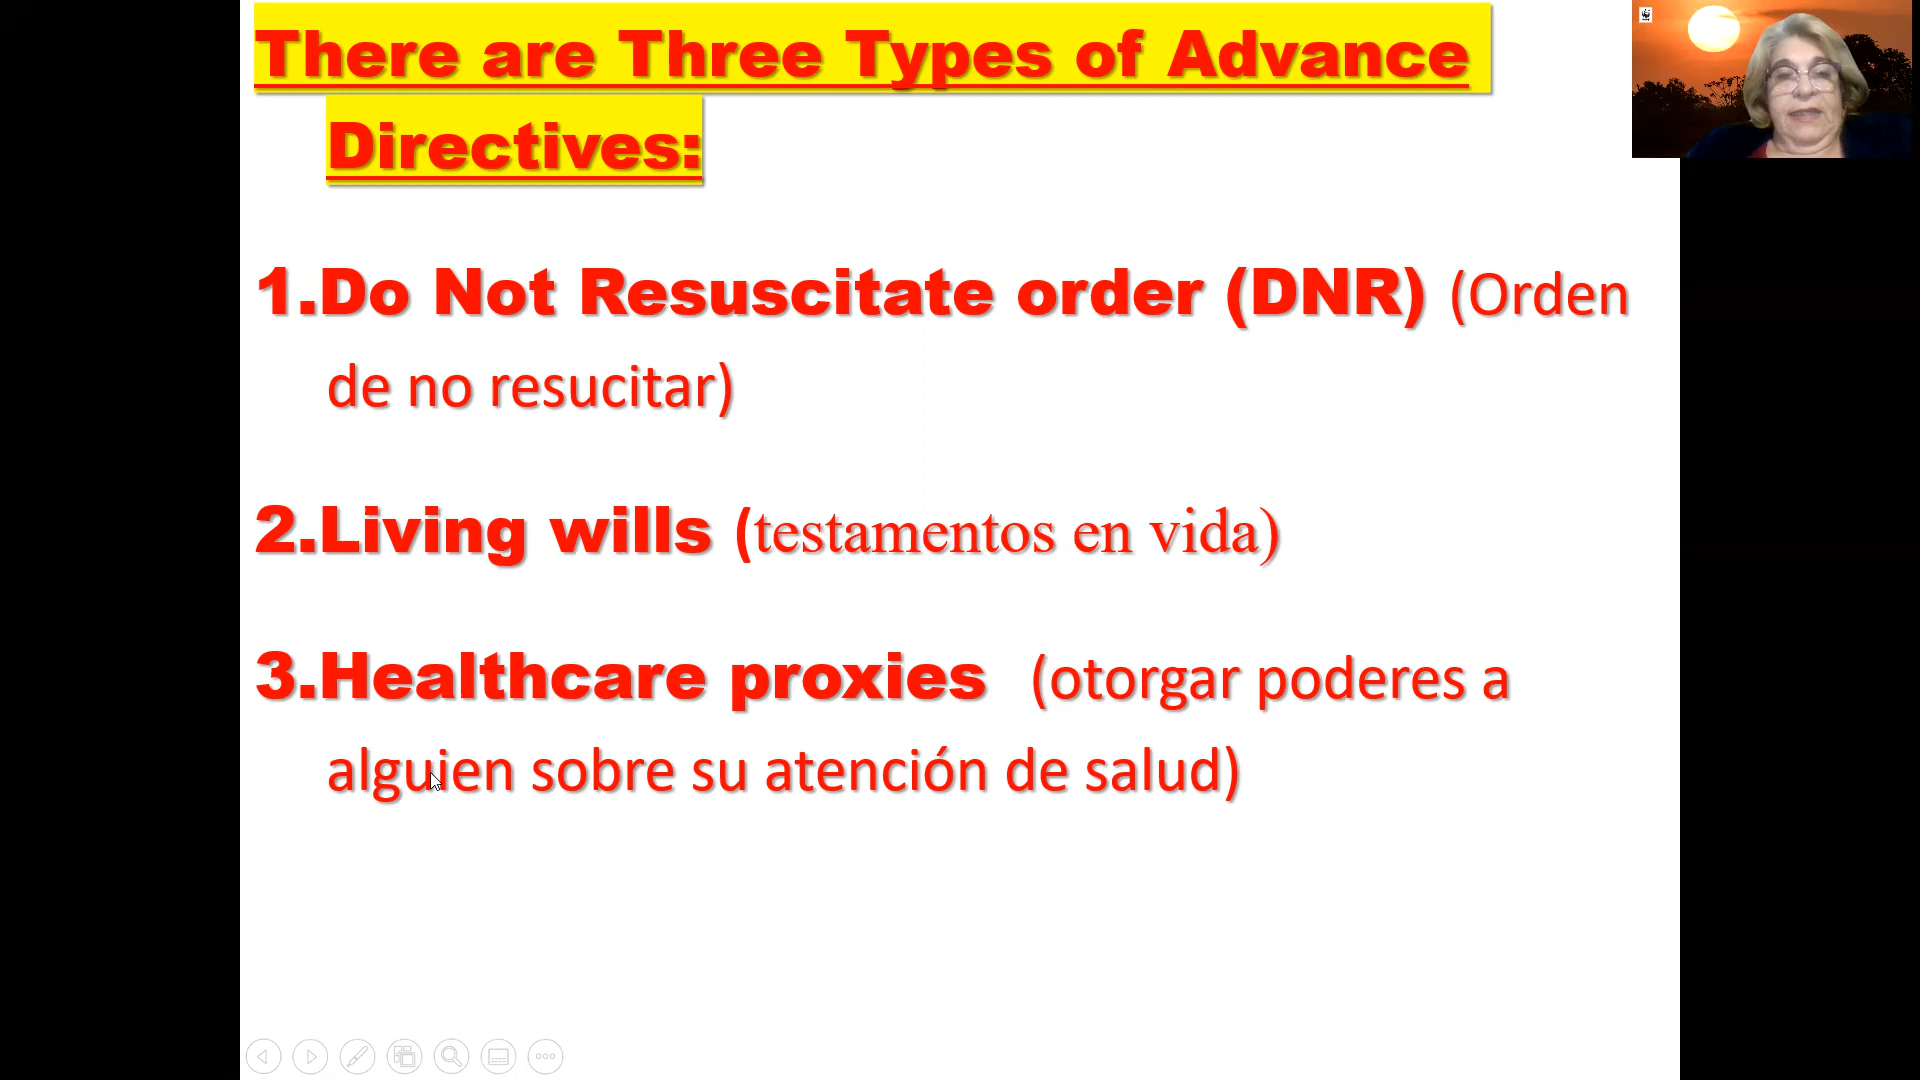 There are Three Types of Advance
Directives:
1.Do Not Resuscitate order (DNR) (Orden
de no resucitar)
2.Living wills (testamentos en vida)
3.Healthcare proxies (otorgar poderes a
alguien sobre su atención de salud)